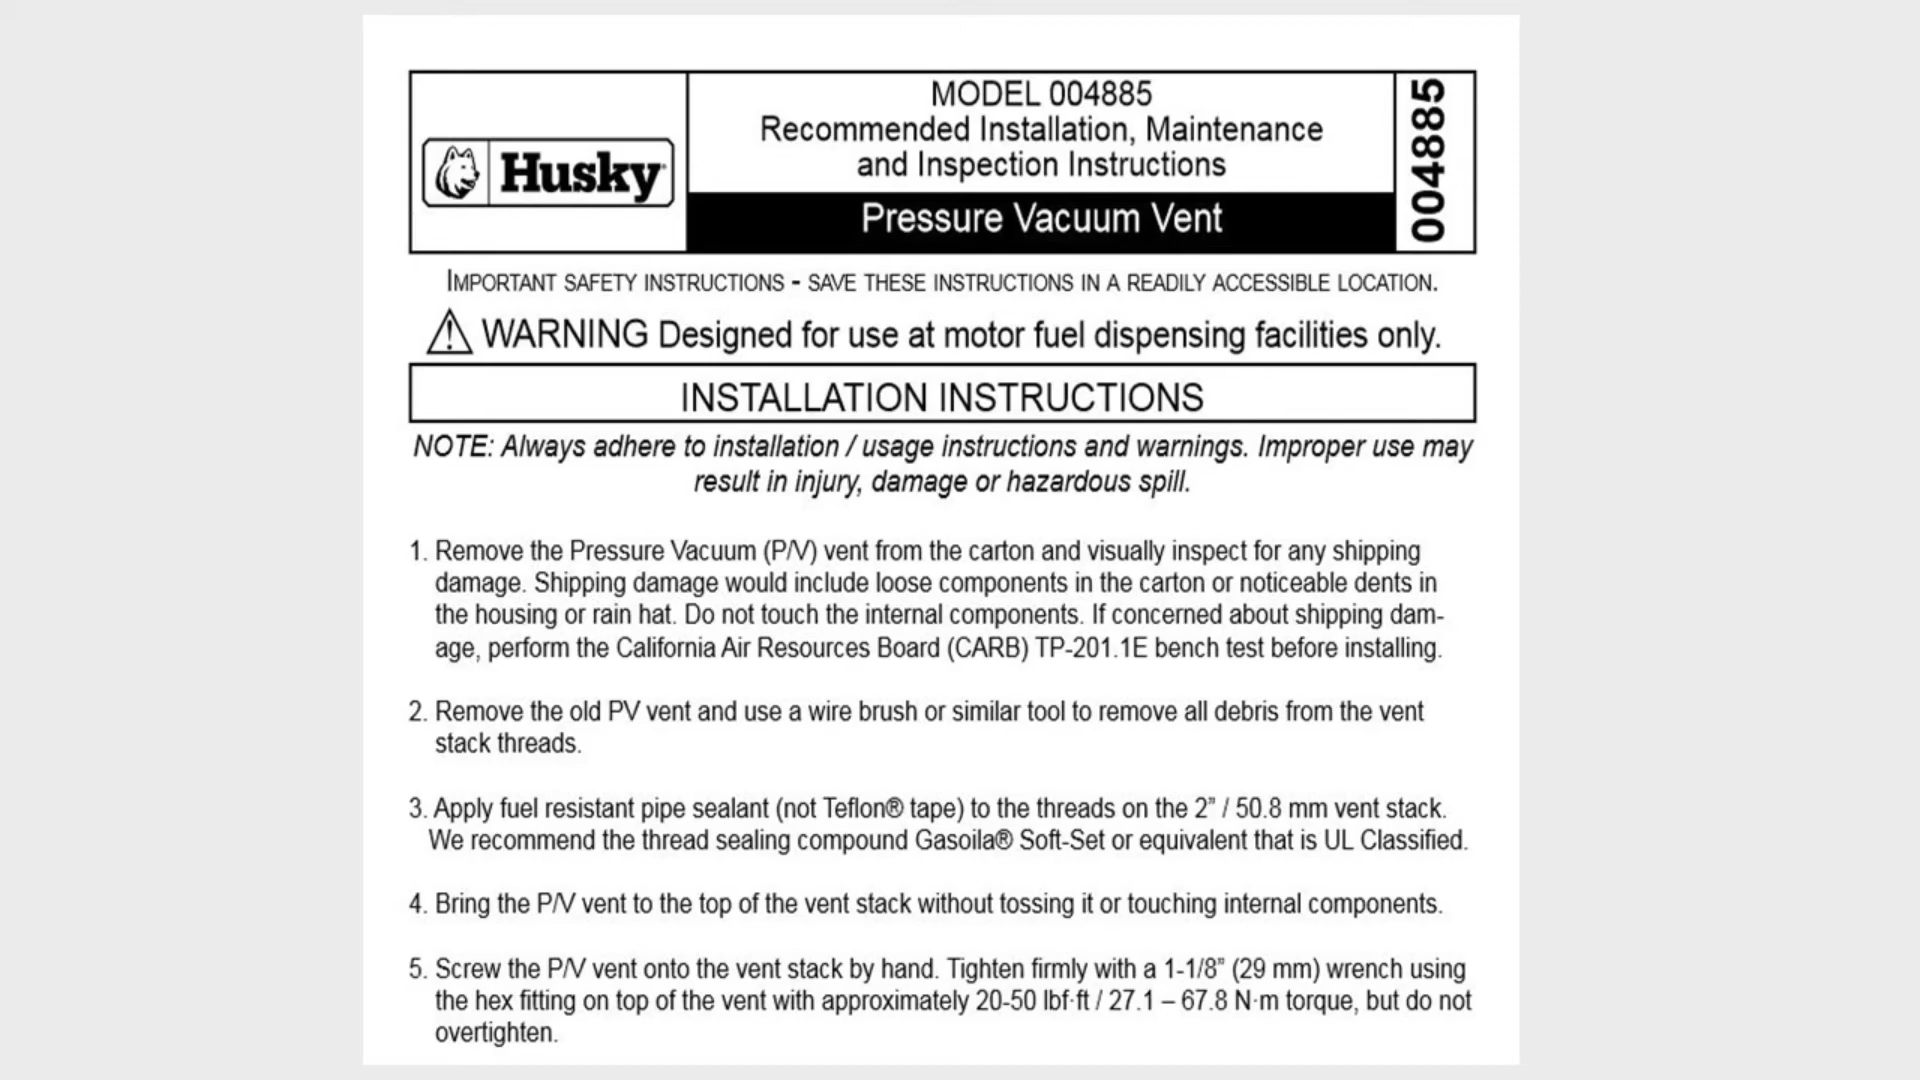 Husky
MODEL 004885
Recommended Installation, Maintenance
and Inspection Instructions
Pressure Vacuum Vent
004885
IMPORTANT SAFETY INSTRUCTIONS - SAVE THESE INSTRUCTIONS IN A READILY ACCESSIBLE LOCATION.
WARNING Designed for use at motor fuel dispensing facilities only.
INSTALLATION INSTRUCTIONS
NOTE: Always adhere to installation / usage instructions and warnings. Improper use may
result in injury, damage or hazardous spill.
1. Remove the Pressure Vacuum (P/V) vent from the carton and visually inspect for any shipping
damage. Shipping damage would include loose components in the carton or noticeable dents in
the housing or rain hat. Do not touch the internal components. If concerned about shipping dam-
age, perform the California Air Resources Board (CARB) TP-201.1E bench test before installing.
2. Remove the old PV vent and use a wire brush or similar tool to remove all debris from the vent
stack threads.
3. Apply fuel resistant pipe sealant (not Teflon® tape) to the threads on the 2” / 50.8 mm vent stack.
We recommend the thread sealing compound Gasoila® Soft-Set or equivalent that is UL Classified.
4. Bring the P/V vent to the top of the vent stack without tossing it or touching internal components.
5. Screw the P/V vent onto the vent stack by hand. Tighten firmly with a 1-1/8” (29 mm) wrench using
the hex fitting on top of the vent with approximately 20-50 lbf·ft / 27.1 – 67.8 N·m torque, but do not
overtighten.